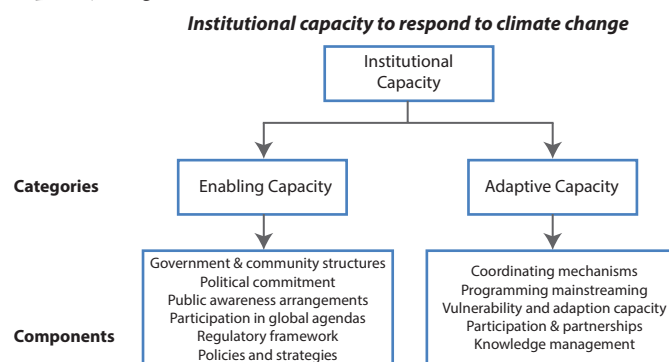 Institutional capacity to respond to climate change
Institutional
Capacity
Categories
Enabling Capacity
Adaptive Capacity
Components
Government & community structures
Political commitment
Public awareness arrangements
Participation in global agendas
Regulatory framework
Policies and strategies
Coordinating mechanisms
Programming mainstreaming
Vulnerability and adaption capacity
Participation & partnerships
Knowledge management